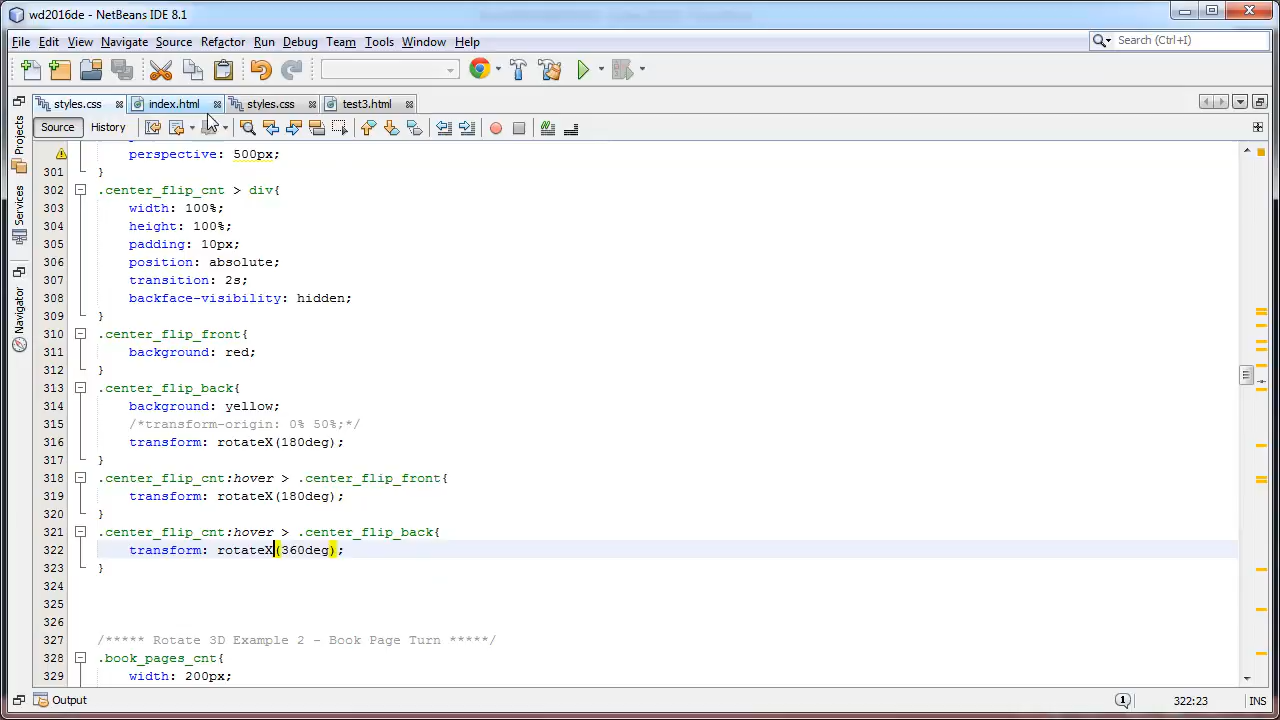 wd2016de - NetBeans IDE 8.1
File Edit View Navigate Source Refactor Run Debug Team Tools Window Help
Search (Ctrl+I)
styles.css index.html styles.css test3.html
Source History
Projects
Services
Navigator
perspective: 500px;
301 }
302 .center_flip_cnt > div{
303 width: 100%;
304 height: 100%;
305 padding: 10px;
306 position: absolute;
307 transition: 2s;
308 backface-visibility: hidden;
309 }
310 .center_flip_front{
311 background: red;
312 }
313 .center_flip_back{
314 background: yellow;
315 /*transform-origin: 0% 50%;*/
316 transform: rotateX(180deg);
317 }
318 .center_flip_cnt:hover > .center_flip_front{
319 transform: rotateX(180deg);
320 }
321 .center_flip_cnt:hover > .center_flip_back{
322 transform: rotateX(360deg);
323 }
324
325
326
327 /***** Rotate 3D Example 2 - Book Page Turn *****/
328 .book_pages_cnt{
329 width: 200px;
Output
1
322:23
INS